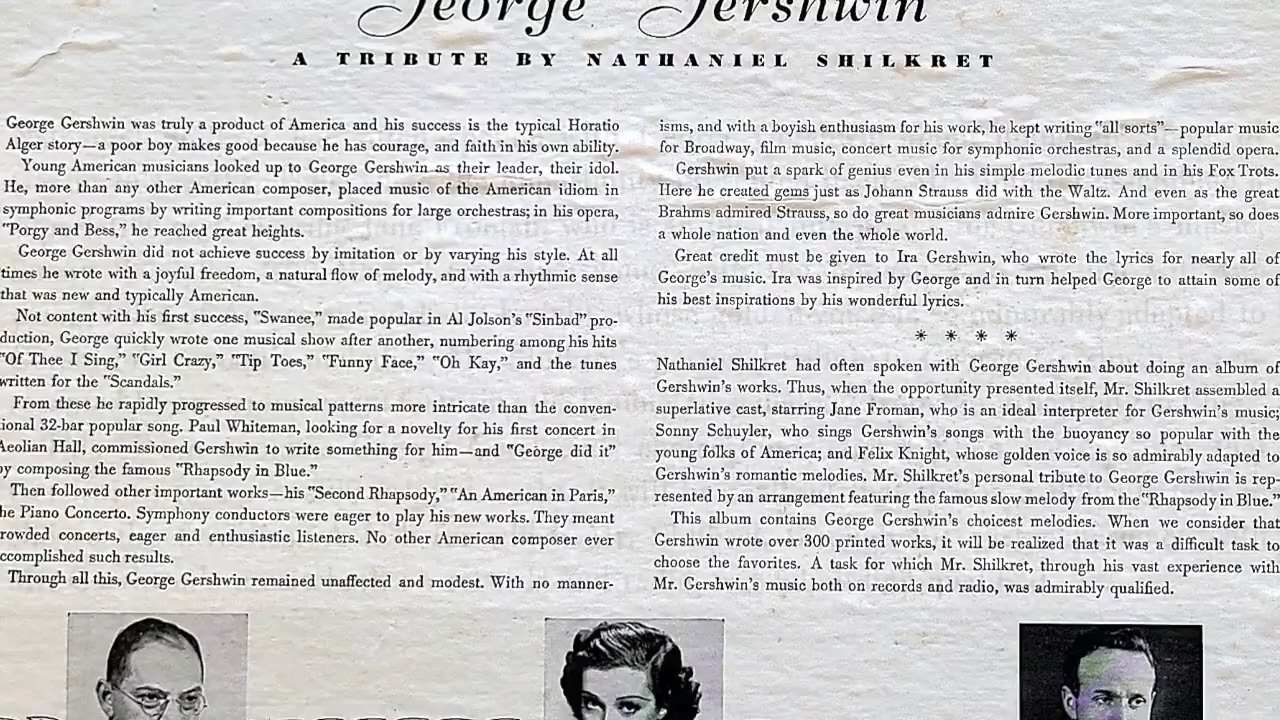 George Gershwin
A TRIBUTE BY NATHANIEL SHILKRET
George Gershwin was truly a product of America and his success is the typical Horatio
Alger story—a poor boy makes good because he has courage, and faith in his own ability.
Young American musicians looked up to George Gershwin as their leader, their idol.
He, more than any other American composer, placed music of the American idiom in
symphonic programs by writing important compositions for large orchestras; in his opera,
"Porgy and Bess," he reached great heights.
George Gershwin did not achieve success by imitation or by varying his style. At all
times he wrote with a joyful freedom, a natural flow of melody, and with a rhythmic sense
that was new and typically American.
Not content with his first success, "Swanee," made popular in Al Jolson's "Sinbad" pro-
duction, George quickly wrote one musical show after another, numbering among his hits
"Of Thee I Sing," "Girl Crazy," "Tip Toes," "Funny Face," "Oh Kay," and the tunes
written for the "Scandals."
From these he rapidly progressed to musical patterns more intricate than the conven-
tional 32-bar popular song. Paul Whiteman, looking for a novelty for his first concert in
Aeolian Hall, commissioned Gershwin to write something for him—and "George did it"
by composing the famous "Rhapsody in Blue."
Then followed other important works—his "Second Rhapsody," "An American in Paris,"
he Piano Concerto. Symphony conductors were eager to play his new works. They meant
rowded concerts, eager and enthusiastic listeners. No other American composer ever
ccomplished such results.
Through all this, George Gershwin remained unaffected and modest. With no manner-
isms, and with a boyish enthusiasm for his work, he kept writing "all sorts"—popular music
for Broadway, film music, concert music for symphonic orchestras, and a splendid opera.
Gershwin put a spark of genius even in his simple melodic tunes and in his Fox Trots.
Here he created gems just as Johann Strauss did with the Waltz. And even as the great
Brahms admired Strauss, so do great musicians admire Gershwin. More important, so does
a whole nation and even the whole world.
Great credit must be given to Ira Gershwin, who wrote the lyrics for nearly all of
George's music. Ira was inspired by George and in turn helped George to attain some of
his best inspirations by his wonderful lyrics.
* * * *
Nathaniel Shilkret had often spoken with George Gershwin about doing an album of
Gershwin's works. Thus, when the opportunity presented itself, Mr. Shilkret assembled a
superlative cast, starring Jane Froman, who is an ideal interpreter for Gershwin's music;
Sonny Schuyler, who sings Gershwin's songs with the buoyancy so popular with the
young folks of America; and Felix Knight, whose golden voice is so admirably adapted to
Gershwin's romantic melodies. Mr. Shilkret's personal tribute to George Gershwin is rep-
resented by an arrangement featuring the famous slow melody from the "Rhapsody in Blue."
This album contains George Gershwin's choicest melodies. When we consider that
Gershwin wrote over 300 printed works, it will be realized that it was a difficult task to
choose the favorites. A task for which Mr. Shilkret, through his vast experience with
Mr. Gershwin's music both on records and radio, was admirably qualified.